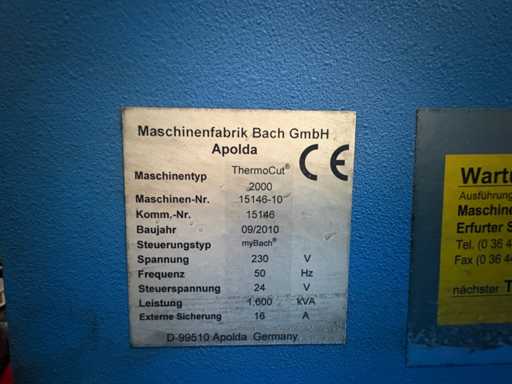 Maschinenfabrik Bach GmbH
Apolda
CE
Maschinentyp ThermoCut®
2000
Maschinen-Nr. 15146-10
Komm.-Nr. 15146
Baujahr 09/2010
Steuerungstyp myBach®
Spannung 230 V
Frequenz 50 Hz
Steuerspannung 24 V
Leistung 1.600 kVA
Externe Sicherung 16 A
D-99510 Apolda Germany
Wartu
Ausführung
Maschine
Erfurter S
Tel. (0 36 4
Fax (0 36 4
nächster T